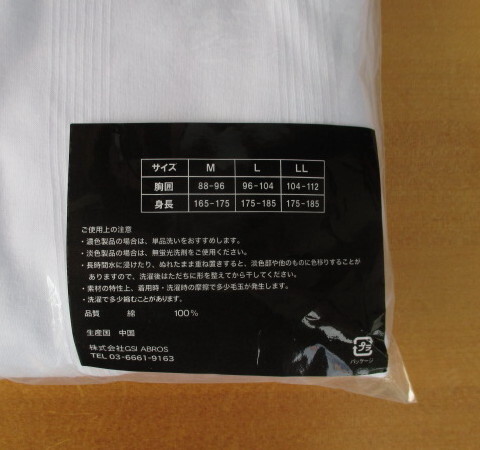 サイズ M L LL
胸囲 88-96 96-104 104-112
身長 165-175 175-185 175-185
ご使用上の注意
・濃色製品の場合は、単品洗いをおすすめします。
・淡色製品の場合は、無蛍光洗剤をご使用ください。
・長時間水に浸けたり、ぬれたまま重ね置きすると、淡色部や他のものに色移りすることが
ありますので、洗濯後はただちに形を整えてから干してください。
・素材の特性上、着用時・洗濯時の摩擦で多少毛玉が発生します。
・洗濯で多少縮むことがあります。
品質 綿 100%
生産国 中国
株式会社GSI ABROS
TEL 03-6661-9163
プラ
パッケージ